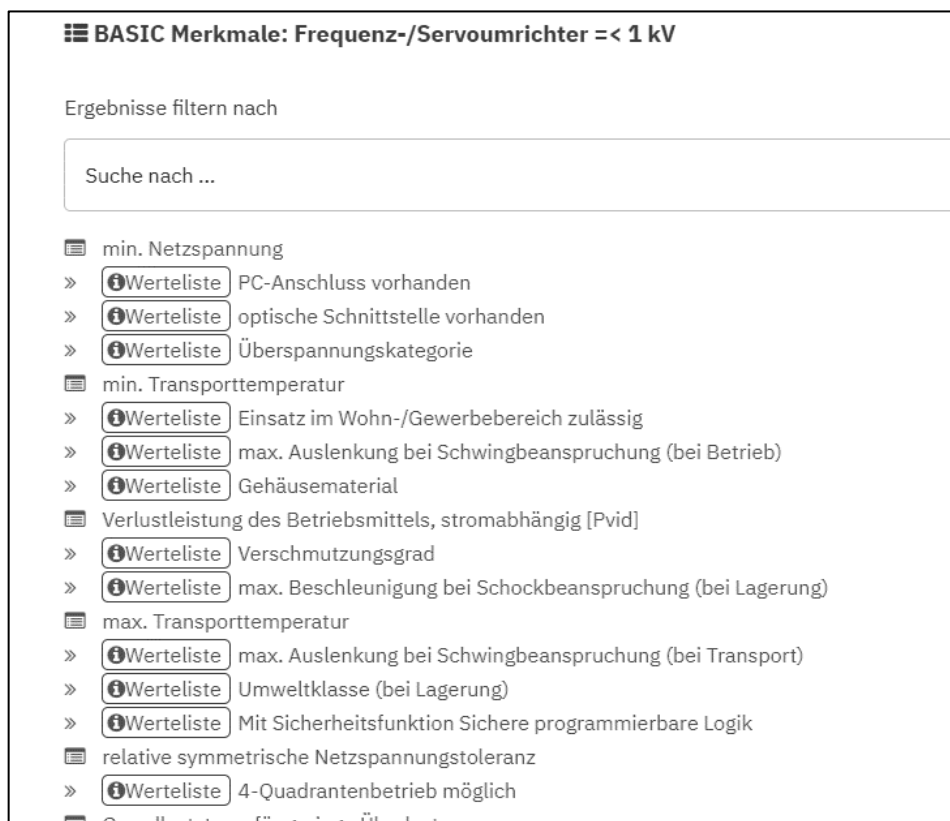 BASIC Merkmale: Frequenz-/Servoumrichter =< 1 kV
Ergebnisse filtern nach
Suche nach ...
min. Netzspannung
» Werteliste PC-Anschluss vorhanden
» Werteliste optische Schnittstelle vorhanden
» Werteliste Überspannungskategorie
min. Transporttemperatur
» Werteliste Einsatz im Wohn-/Gewerbebereich zulässig
» Werteliste max. Auslenkung bei Schwingbeanspruchung (bei Betrieb)
» Werteliste Gehäusematerial
Verlustleistung des Betriebsmittels, stromabhängig [Pvid]
» Werteliste Verschmutzungsgrad
» Werteliste max. Beschleunigung bei Schockbeanspruchung (bei Lagerung)
max. Transporttemperatur
» Werteliste max. Auslenkung bei Schwingbeanspruchung (bei Transport)
» Werteliste Umweltklasse (bei Lagerung)
» Werteliste Mit Sicherheitsfunktion Sichere programmierbare Logik
relative symmetrische Netzspannungstoleranz
» Werteliste 4-Quadrantenbetrieb möglich